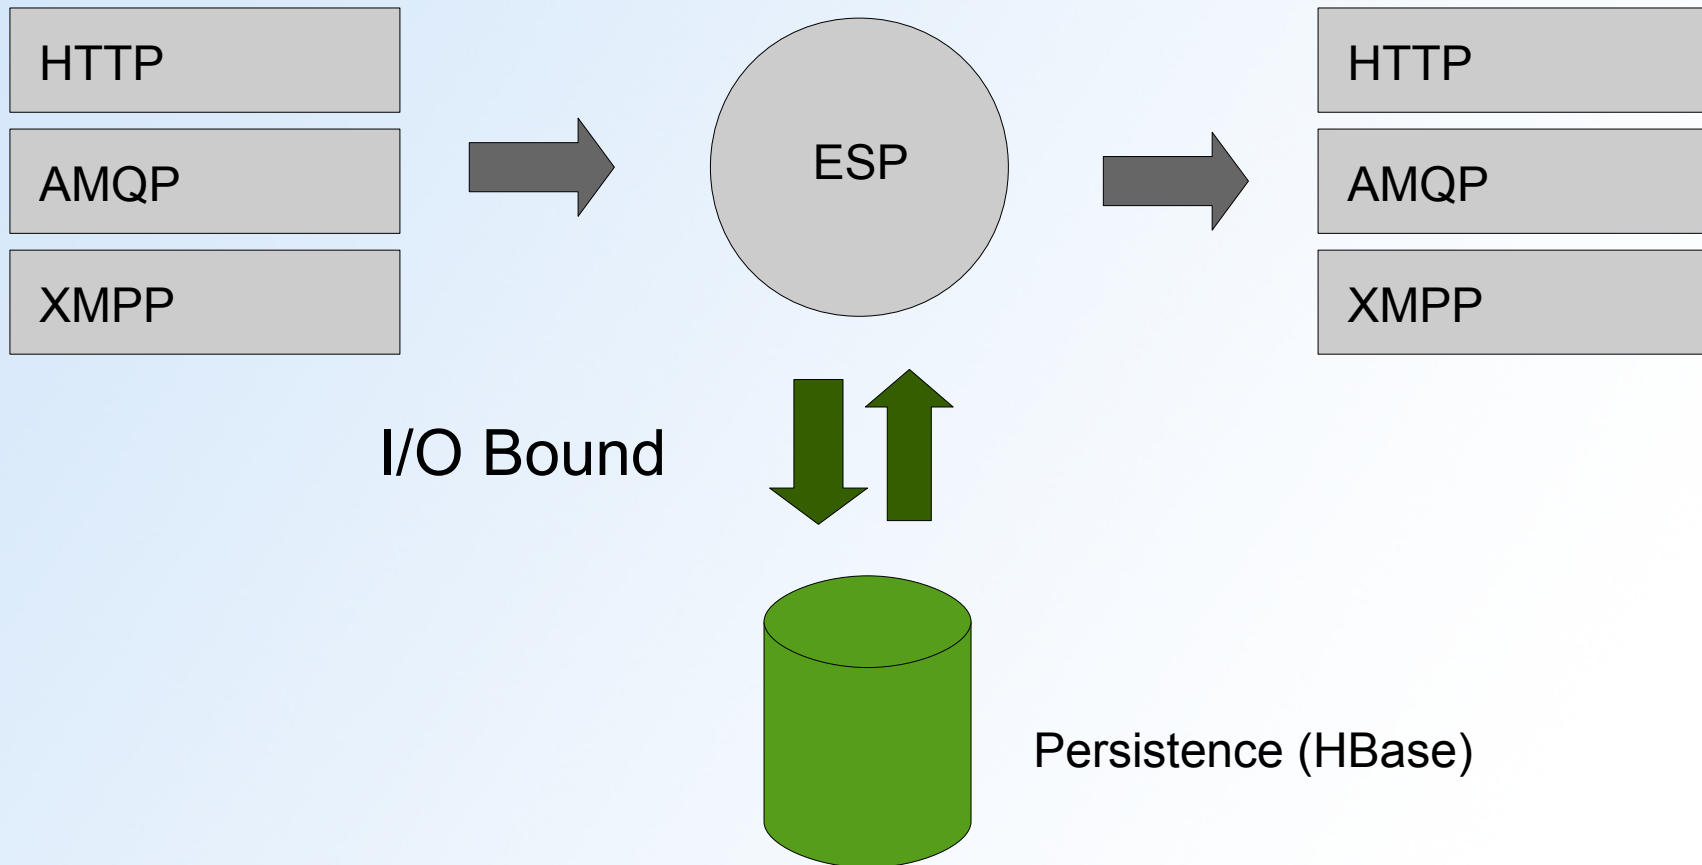 HTTP
AMQP
XMPP
ESP
HTTP
AMQP
XMPP
I/O Bound
Persistence (HBase)